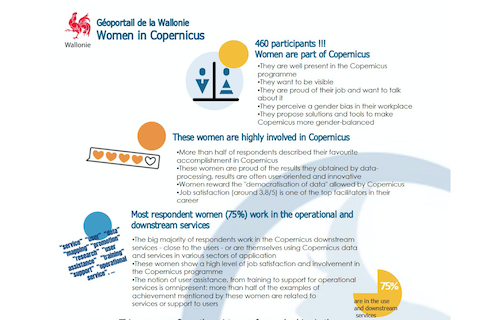 Géoportail de la Wallonie
Women in Copernicus
Wallonie
460 participants !!!
Women are part of Copernicus
•They are well present in the Copernicus
programme
•They want to be visible
•They are proud of their job and want to talk
about it
•They perceive a gender bias in their workplace
•They propose solutions and tools to make
Copernicus more gender-balanced
These women are highly involved in Copernicus
•More than half of respondents described their favourite
accomplishment in Copernicus
•These women are proud of the results they obtained by data-
processing, results are often user-oriented and innovative
•Women reward the "democratisation of data" allowed by Copernicus
•Job satisfaction (around 3.8/5) is one of the top facilitators in their
career
Most respondent women (75%) work in the operational and
downstream services
"service" "user" "data"
"mapping" "promotion"
"research" "user
assistance" "training"
"support" "operational
service" …
•The big majority of respondents work in the Copernicus downstream
services - close to the users - or are themselves using Copernicus data
and services in various sectors of application
•These women show a high level of job satisfaction and involvement in
the Copernicus programme
•The notion of user assistance, from training to support for operational
services is omnipresent: more than half of the examples of
achievement mentioned by these women are related to
services or support to users
75%
are in the use
and downstream
services